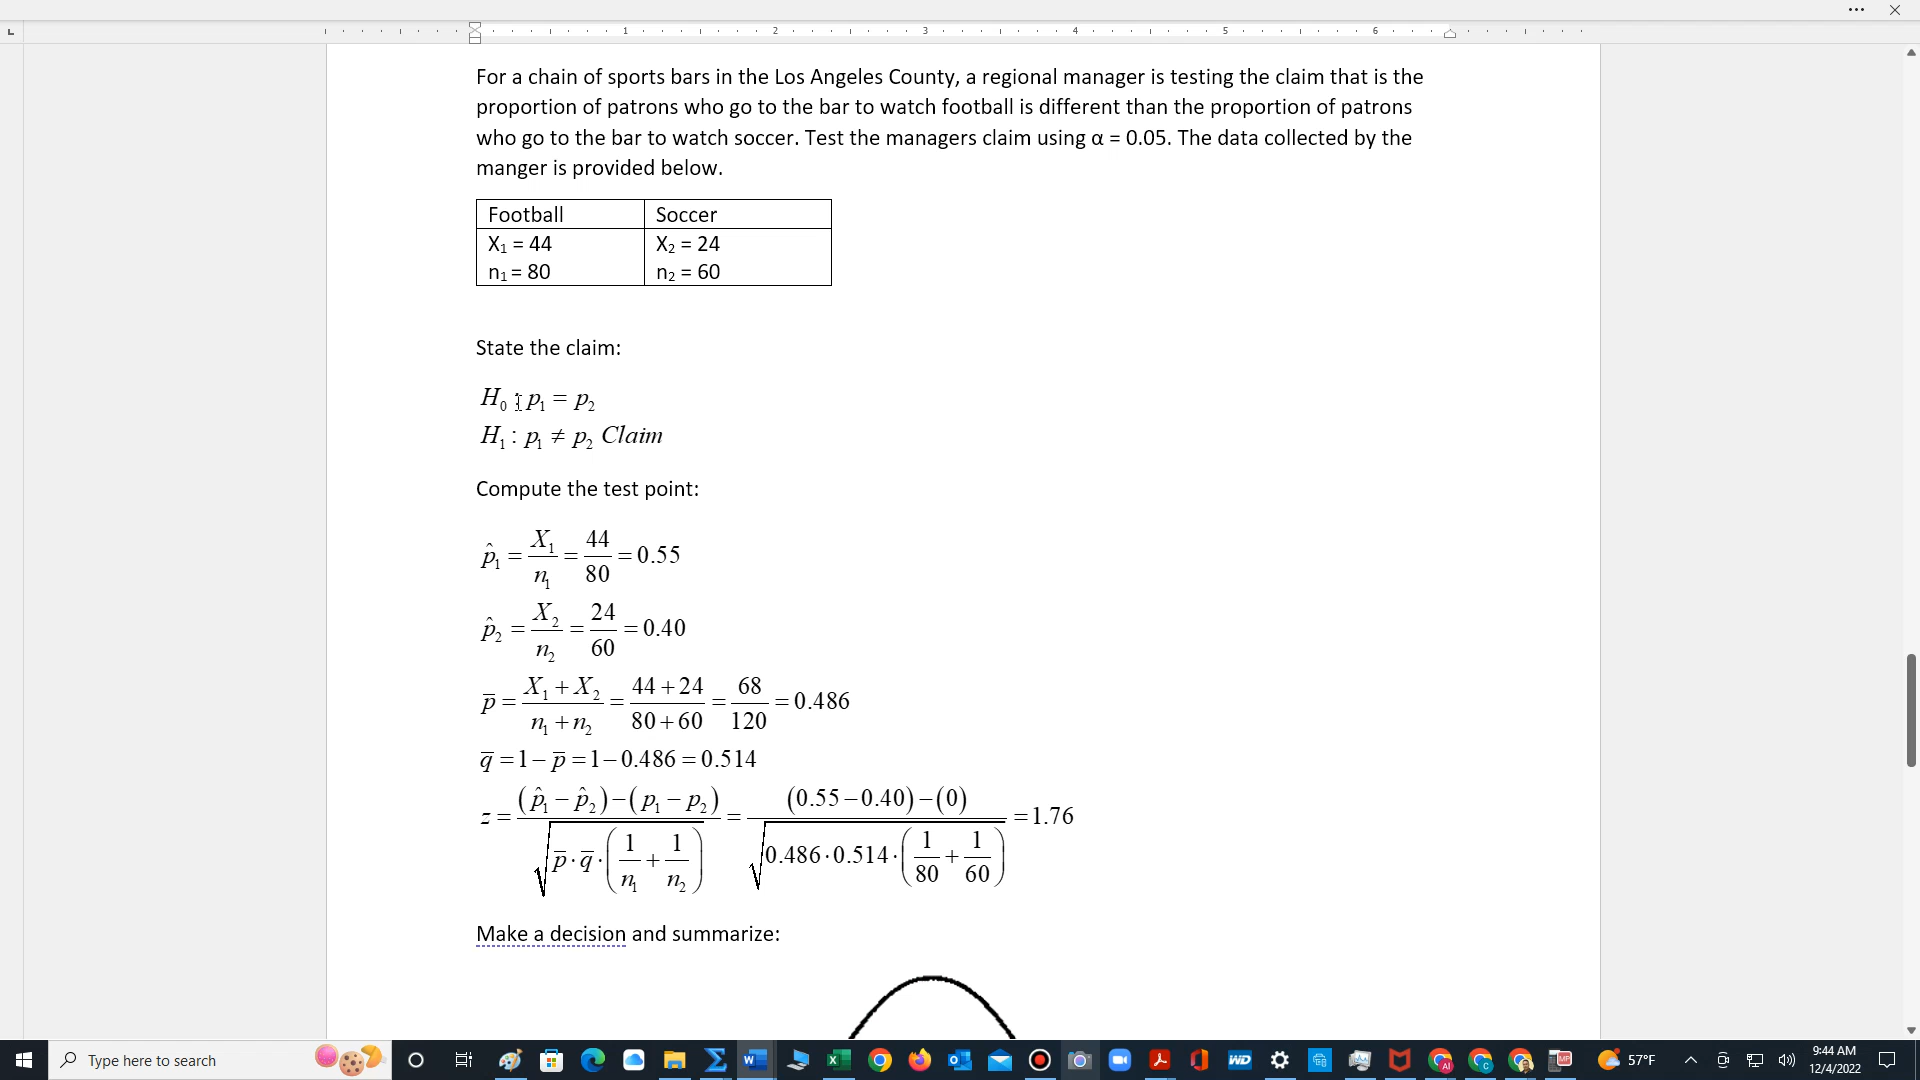 1 2 3 4 5 6
For a chain of sports bars in the Los Angeles County, a regional manager is testing the claim that is the
proportion of patrons who go to the bar to watch football is different than the proportion of patrons
who go to the bar to watch soccer. Test the managers claim using α = 0.05. The data collected by the
manger is provided below.
Football Soccer
X₁ = 44 X₂ = 24
n₁ = 80 n₂ = 60
State the claim:
H₀ : p₁ = p₂
H₁ : p₁ ≠ p₂ Claim
Compute the test point:
p̂₁ = X₁/n₁ = 44/80 = 0.55
p̂₂ = X₂/n₂ = 24/60 = 0.40
p̅ = (X₁ + X₂)/(n₁ + n₂) = (44 + 24)/(80 + 60) = 68/120 = 0.486
q̅ = 1 − p̅ = 1 − 0.486 = 0.514
z = ((p̂₁ − p̂₂) − (p₁ − p₂))/√(p̅ · q̅ · (1/n₁ + 1/n₂)) = ((0.55 − 0.40) − (0))/√(0.486 · 0.514 · (1/80 + 1/60)) = 1.76
Make a decision and summarize:
Type here to search
57°F
9:44 AM
12/4/2022